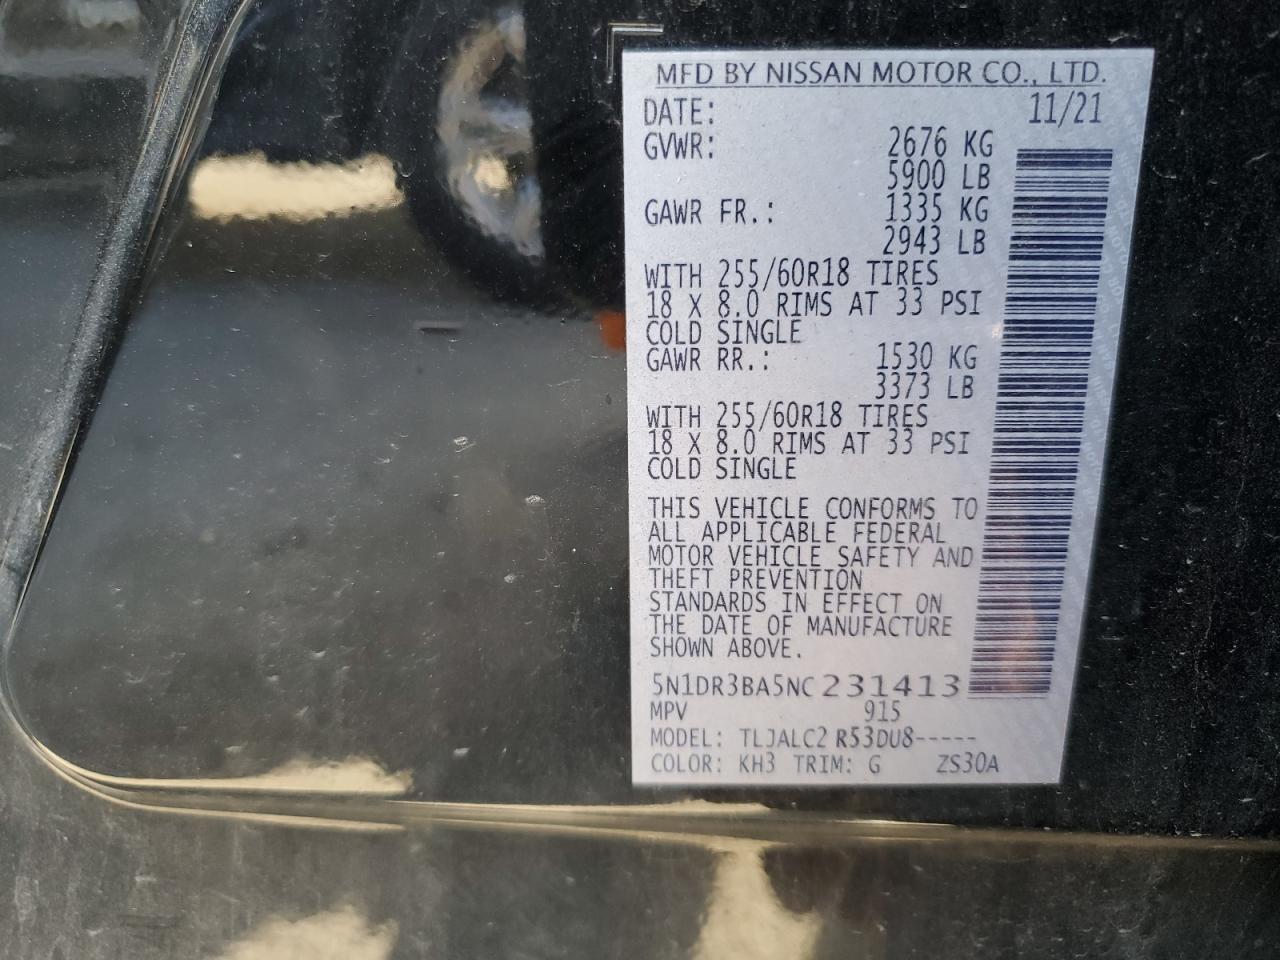 MFD BY NISSAN MOTOR CO., LTD.
DATE: 11/21
GVWR: 2676 KG
5900 LB
GAWR FR.: 1335 KG
2943 LB
WITH 255/60R18 TIRES
18 X 8.0 RIMS AT 33 PSI
COLD SINGLE
GAWR RR.: 1530 KG
3373 LB
WITH 255/60R18 TIRES
18 X 8.0 RIMS AT 33 PSI
COLD SINGLE
THIS VEHICLE CONFORMS TO
ALL APPLICABLE FEDERAL
MOTOR VEHICLE SAFETY AND
THEFT PREVENTION
STANDARDS IN EFFECT ON
THE DATE OF MANUFACTURE
SHOWN ABOVE.
5N1DR3BA5NC231413
MPV 915
MODEL: TLJALC2 R53DU8-----
COLOR: KH3 TRIM: G ZS30A